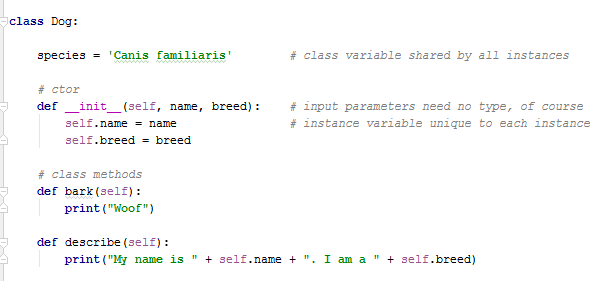 class Dog:
species = 'Canis familiaris' # class variable shared by all instances
# ctor
def __init__(self, name, breed): # input parameters need no type, of course
self.name = name # instance variable unique to each instance
self.breed = breed
# class methods
def bark(self):
print("Woof")
def describe(self):
print("My name is " + self.name + ". I am a " + self.breed)